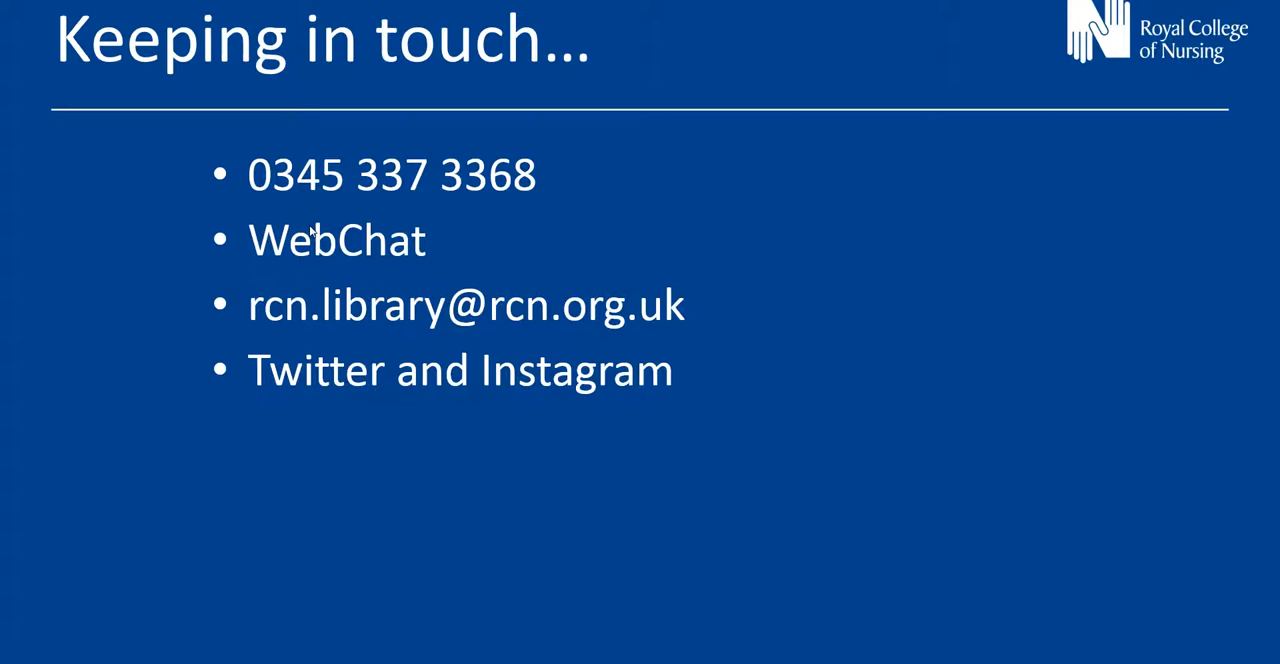 Keeping in touch...
Royal College
of Nursing
• 0345 337 3368
• WebChat
• rcn.library@rcn.org.uk
• Twitter and Instagram